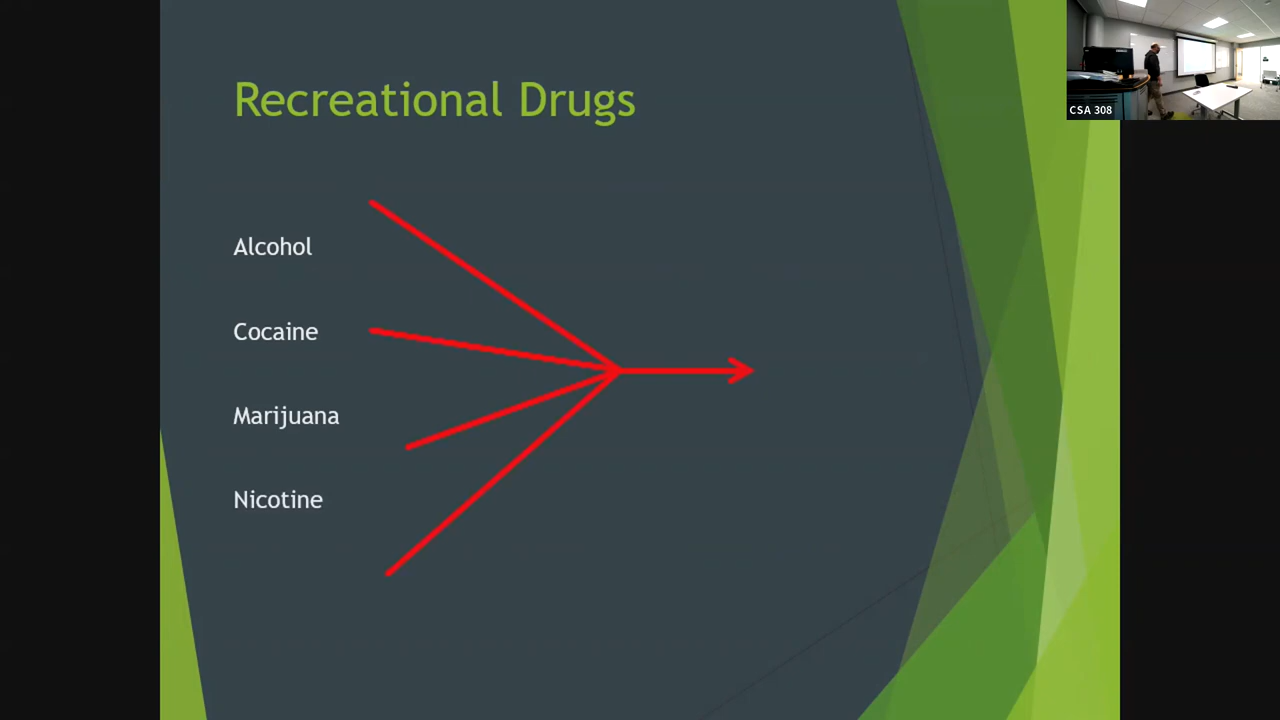 Recreational Drugs
Alcohol
Cocaine
Marijuana
Nicotine
CSA 308